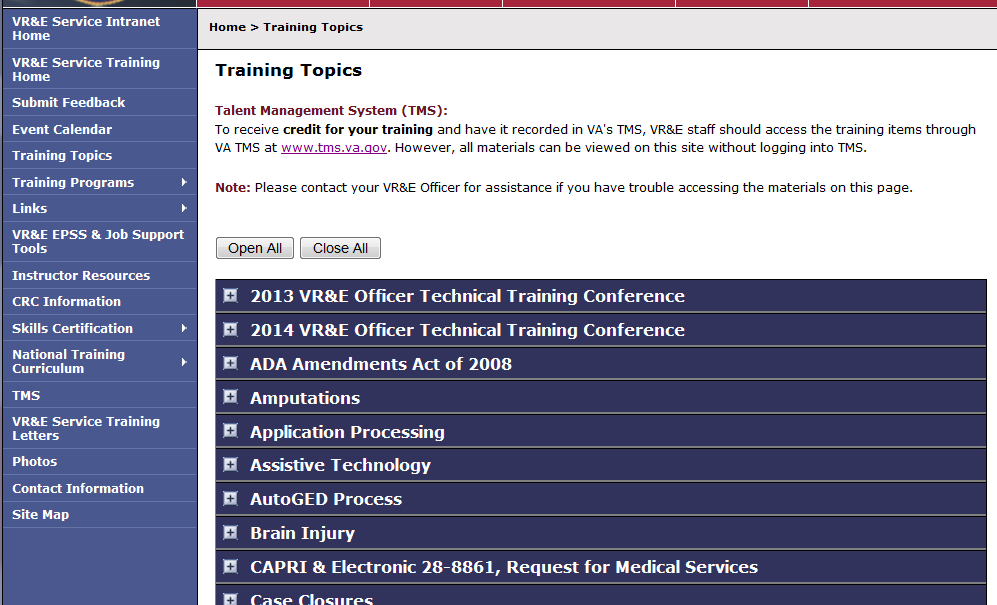 VR&E Service Intranet
Home
VR&E Service Training
Home
Submit Feedback
Event Calendar
Training Topics
Training Programs
Links
VR&E EPSS & Job Support
Tools
Instructor Resources
CRC Information
Skills Certification
National Training
Curriculum
TMS
VR&E Service Training
Letters
Photos
Contact Information
Site Map
Home > Training Topics
Training Topics
Talent Management System (TMS):
To receive credit for your training and have it recorded in VA's TMS, VR&E staff should access the training items through
VA TMS at www.tms.va.gov. However, all materials can be viewed on this site without logging into TMS.
Note: Please contact your VR&E Officer for assistance if you have trouble accessing the materials on this page.
Open All Close All
2013 VR&E Officer Technical Training Conference
2014 VR&E Officer Technical Training Conference
ADA Amendments Act of 2008
Amputations
Application Processing
Assistive Technology
AutoGED Process
Brain Injury
CAPRI & Electronic 28-8861, Request for Medical Services
Case Closures